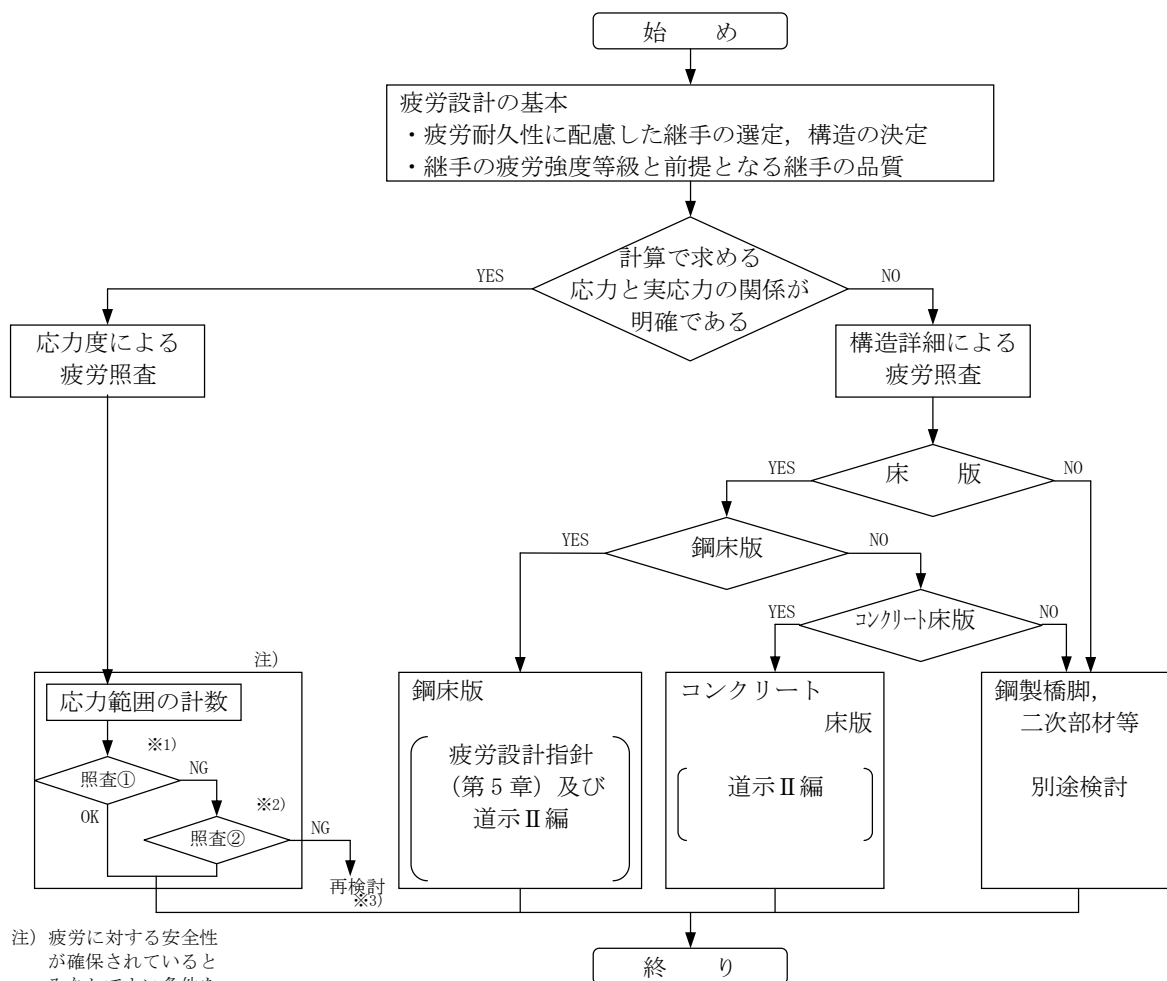 始　め
疲労設計の基本
・疲労耐久性に配慮した継手の選定，構造の決定
・継手の疲労強度等級と前提となる継手の品質
計算で求める
応力と実応力の関係が
明確である
YES
NO
応力度による
疲労照査
構造詳細による
疲労照査
床　版
YES
NO
鋼床版
YES
NO
コンクリート床版
YES
NO
注）
応力範囲の計数
※1)
照査①
NG
OK
※2)
照査②
NG
再検討
※3)
鋼床版
疲労設計指針
（第５章）及び
道示Ⅱ編
コンクリート
床版
道示Ⅱ編
鋼製橋脚，
二次部材等
別途検討
注）疲労に対する安全性
が確保されていると
終　り